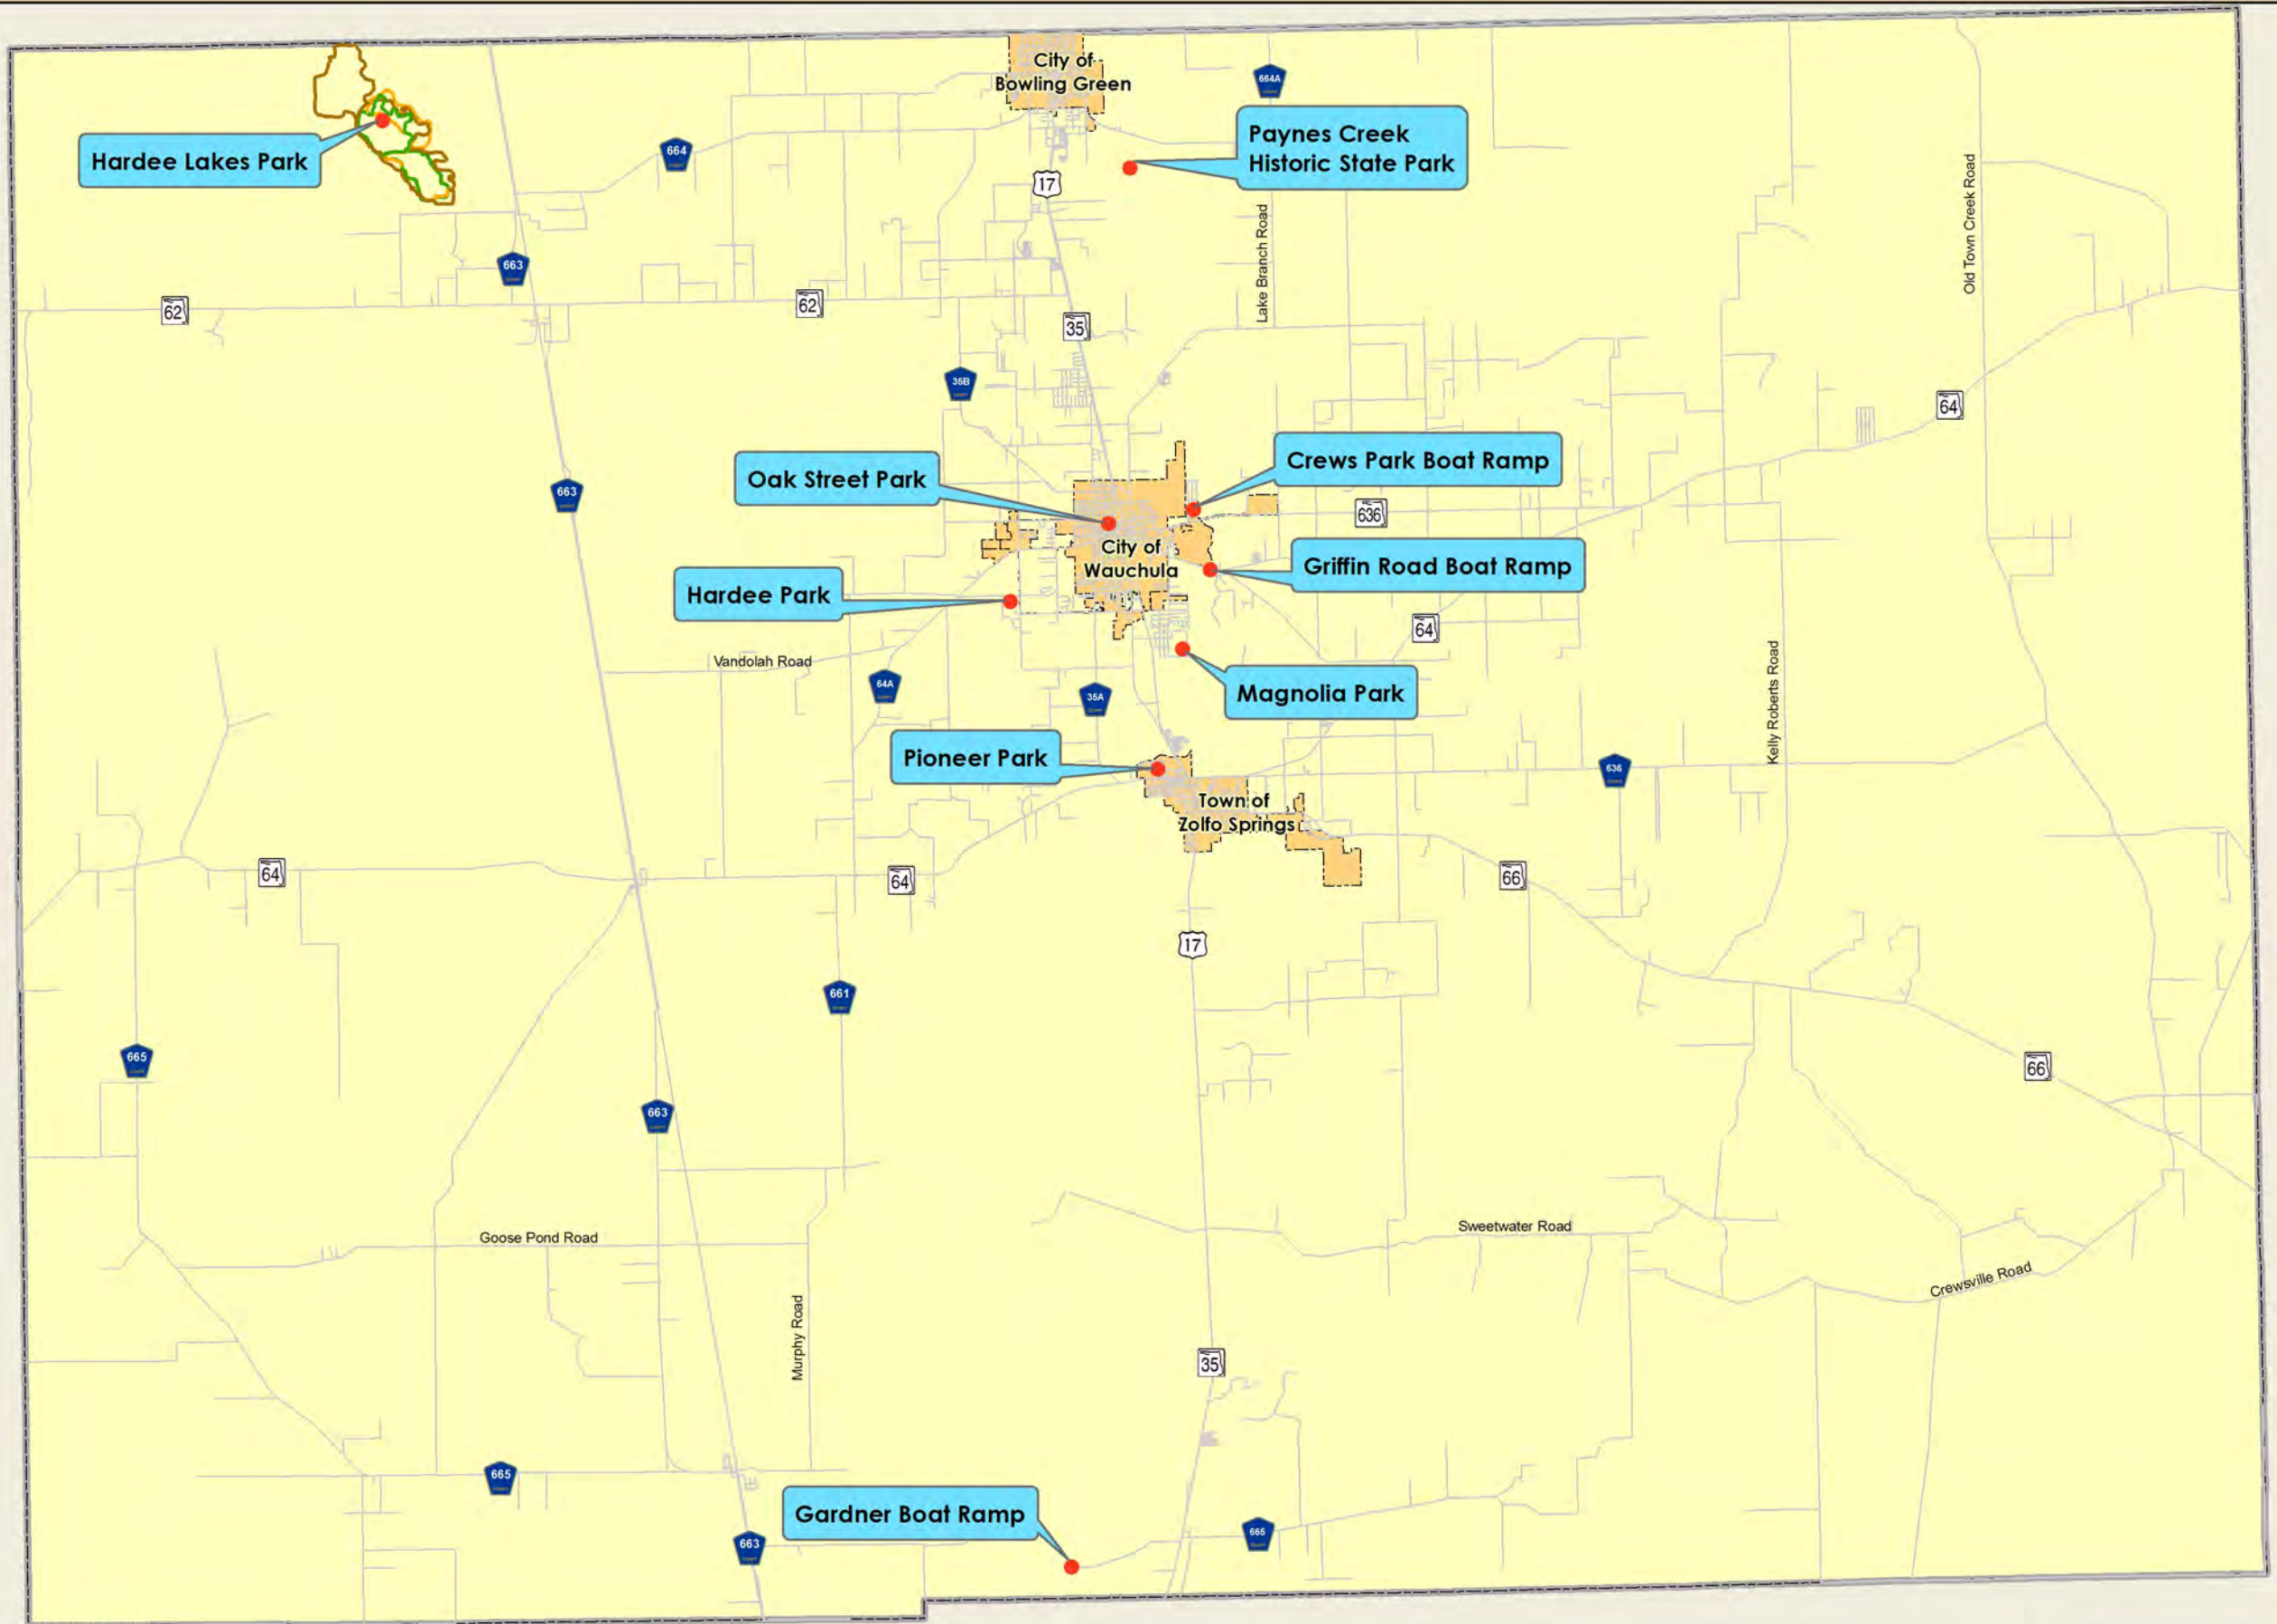 City of
Bowling Green
664A
Paynes Creek
Historic State Park
Hardee Lakes Park
664
17
Lake Branch Road
Old Town Creek Road
663
62
62
35
35B
64
Oak Street Park
Crews Park Boat Ramp
663
636
City of
Wauchula
Griffin Road Boat Ramp
Hardee Park
64
Vandolah Road
Kelly Roberts Road
64A
35A
Magnolia Park
Pioneer Park
636
Town of
Zolfo Springs
64
64
66
17
661
665
66
663
Goose Pond Road
Sweetwater Road
Crewsville Road
Murphy Road
35
665
Gardner Boat Ramp
663
665